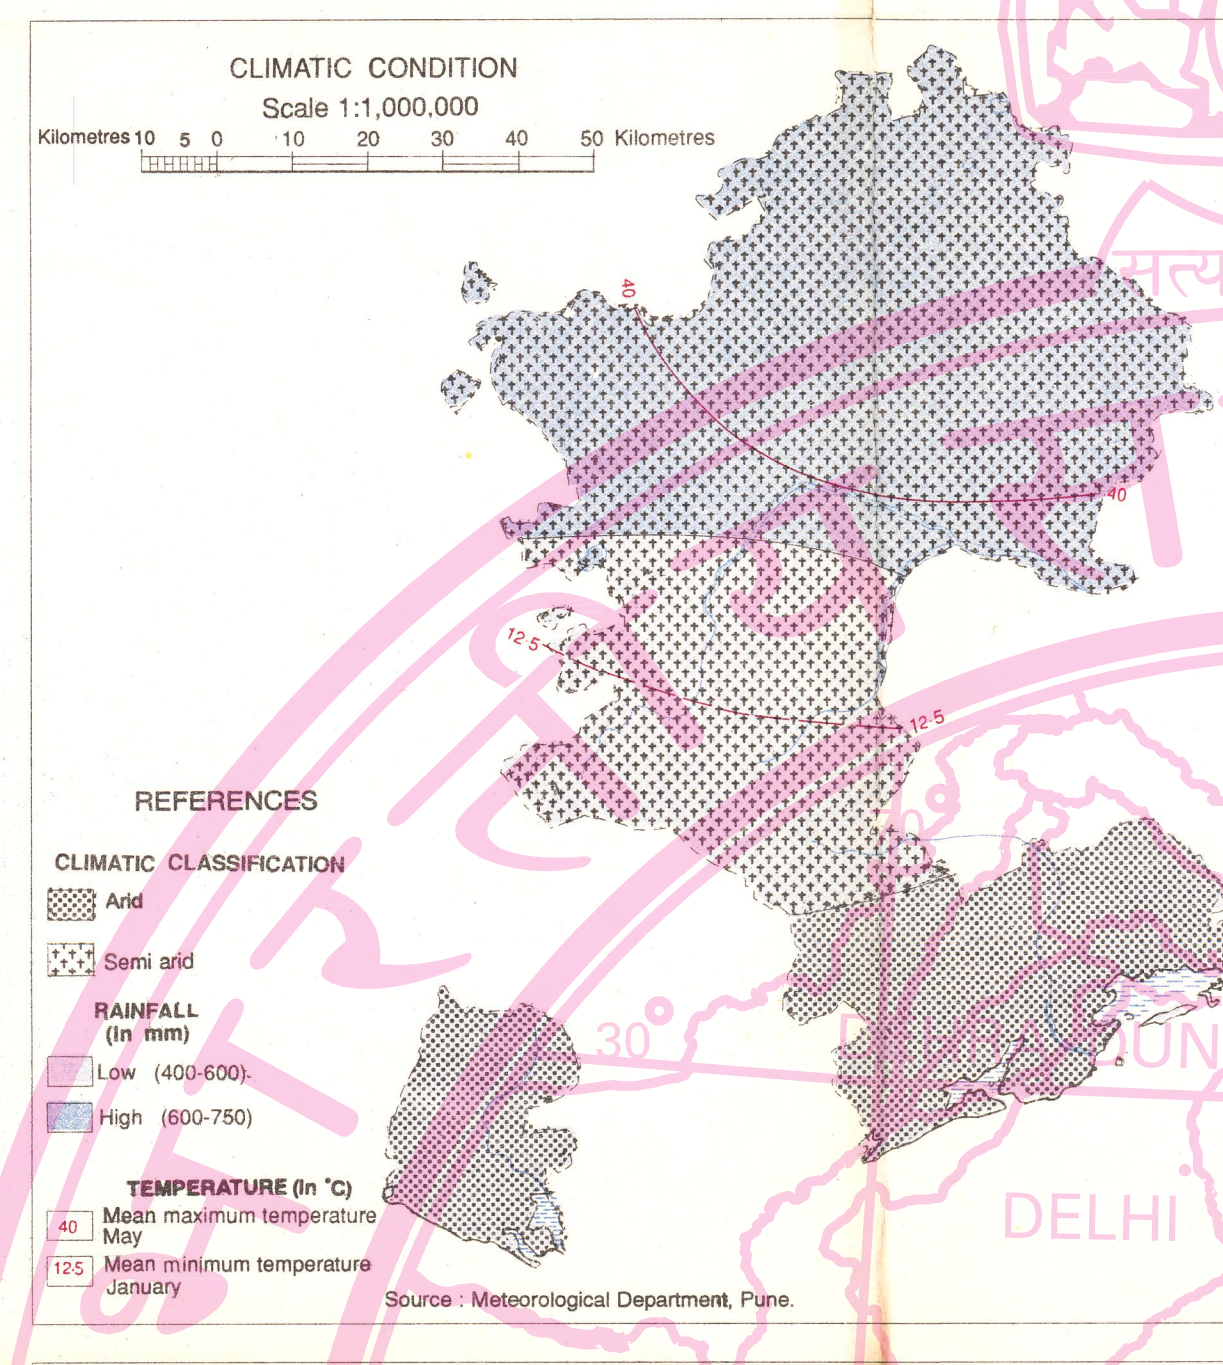 CLIMATIC CONDITION
Scale 1:1,000,000
Kilometres 10 5 0 10 20 30 40 50 Kilometres
सत्य
40
40
12·5
12·5
REFERENCES
CLIMATIC CLASSIFICATION
Arid
Semi arid
RAINFALL
(In mm)
Low (400-600)
High (600-750)
TEMPERATURE (In °C)
40 Mean maximum temperature
May
12·5 Mean minimum temperature
January
Source : Meteorological Department, Pune.
30°
DEHRADUN
DELHI